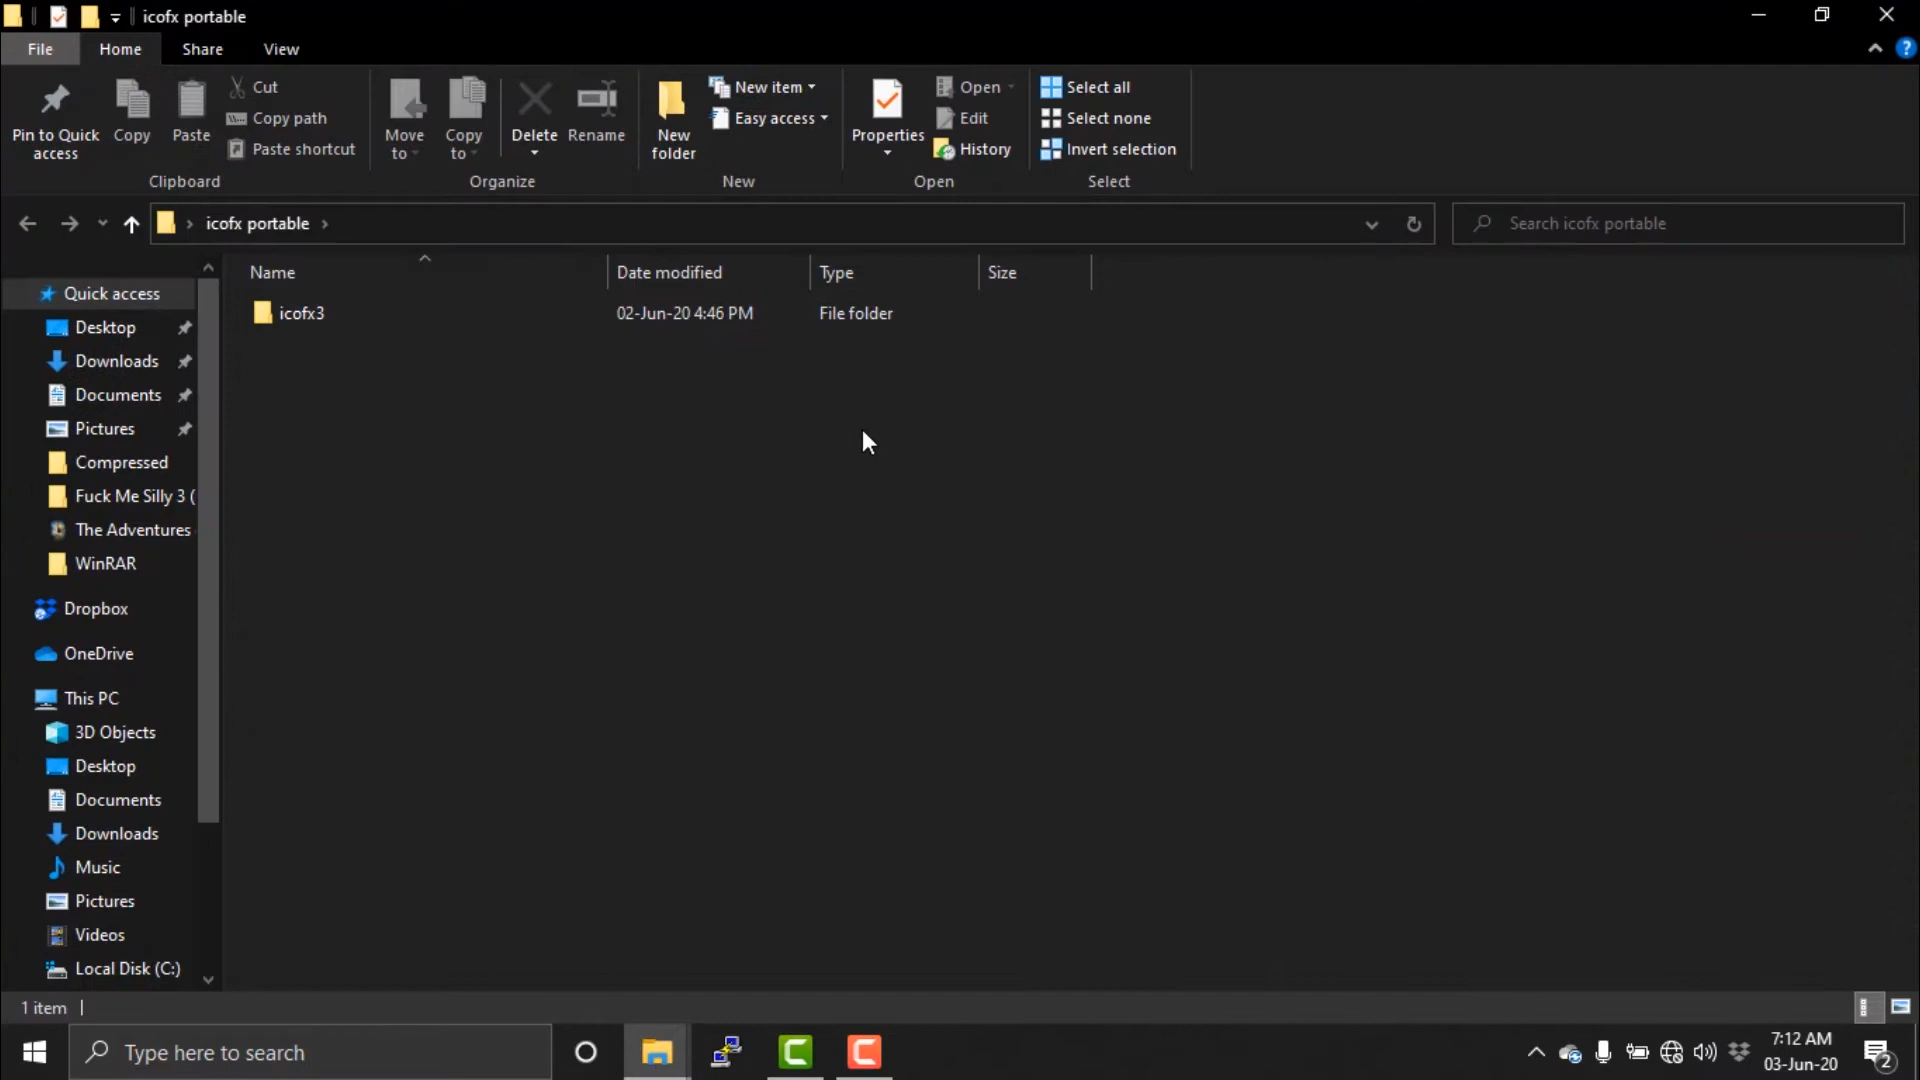 icofx portable
File Home Share View
Pin to Quick access
Copy
Paste
Cut
Copy path
Paste shortcut
Clipboard
Move to
Copy to
Delete
Rename
Organize
New folder
New item
Easy access
New
Properties
Open
Edit
History
Open
Select all
Select none
Invert selection
Select
icofx portable
Search icofx portable
Name Date modified Type Size
icofx3 02-Jun-20 4:46 PM File folder
Quick access
Desktop
Downloads
Documents
Pictures
Compressed
Fuck Me Silly 3 (
The Adventures
WinRAR
Dropbox
OneDrive
This PC
3D Objects
Desktop
Documents
Downloads
Music
Pictures
Videos
Local Disk (C:)
1 item
Type here to search
7:12 AM
03-Jun-20
2